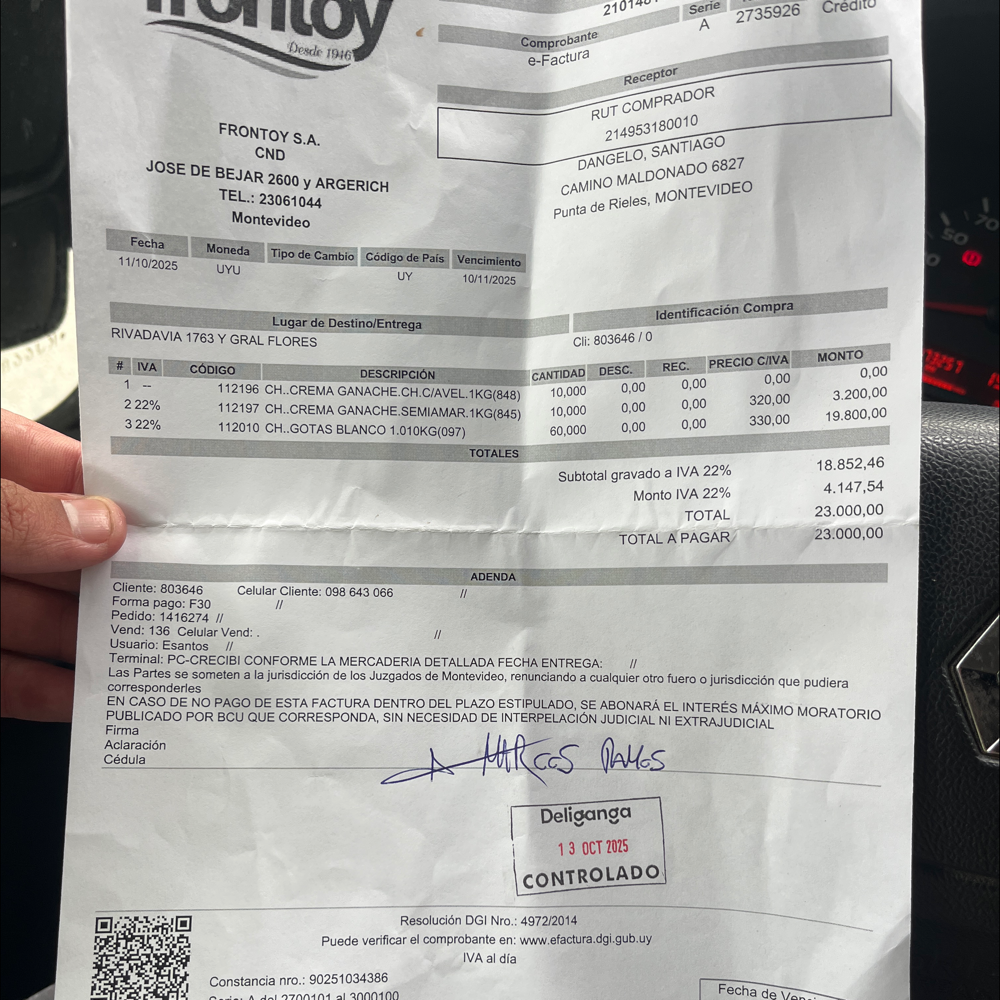 frontoy
Desde 1946
Serie
A 2735926 Crédito
Comprobante
e-Factura
Receptor
RUT COMPRADOR
214953180010
DANGELO, SANTIAGO
CAMINO MALDONADO 6827
Punta de Rieles, MONTEVIDEO
FRONTOY S.A.
CND
JOSE DE BEJAR 2600 y ARGERICH
TEL.: 23061044
Montevideo
Fecha Moneda Tipo de Cambio Código de País Vencimiento
11/10/2025 UYU UY 10/11/2025
Lugar de Destino/Entrega Identificación Compra
RIVADAVIA 1763 Y GRAL FLORES Cli: 803646 / 0
# IVA CÓDIGO DESCRIPCIÓN CANTIDAD DESC. REC. PRECIO C/IVA MONTO
1 -- 112196 CH..CREMA GANACHE.CH.C/AVEL.1KG(848) 10,000 0,00 0,00 0,00 0,00
2 22% 112197 CH..CREMA GANACHE.SEMIAMAR.1KG(845) 10,000 0,00 0,00 320,00 3.200,00
3 22% 112010 CH..GOTAS BLANCO 1.010KG(097) 60,000 0,00 0,00 330,00 19.800,00
TOTALES
Subtotal gravado a IVA 22% 18.852,46
Monto IVA 22% 4.147,54
TOTAL 23.000,00
TOTAL A PAGAR 23.000,00
ADENDA
Cliente: 803646 Celular Cliente: 098 643 066 //
Forma pago: F30 //
Pedido: 1416274 //
Vend: 136 Celular Vend: . //
Usuario: Esantos //
Terminal: PC-CRECIBI CONFORME LA MERCADERIA DETALLADA FECHA ENTREGA: //
Las Partes se someten a la jurisdicción de los Juzgados de Montevideo, renunciando a cualquier otro fuero o jurisdicción que pudiera
corresponderles
EN CASO DE NO PAGO DE ESTA FACTURA DENTRO DEL PLAZO ESTIPULADO, SE ABONARÁ EL INTERÉS MÁXIMO MORATORIO
PUBLICADO POR BCU QUE CORRESPONDA, SIN NECESIDAD DE INTERPELACIÓN JUDICIAL NI EXTRAJUDICIAL
Firma
Aclaración
Cédula
MARCOS RAMOS
Deliganga
13 OCT 2025
CONTROLADO
Resolución DGI Nro.: 4972/2014
Puede verificar el comprobante en: www.efactura.dgi.gub.uy
IVA al día
Constancia nro.: 90251034386
Serie: A del 2700101 al 3000100
Fecha de Ven
50
70